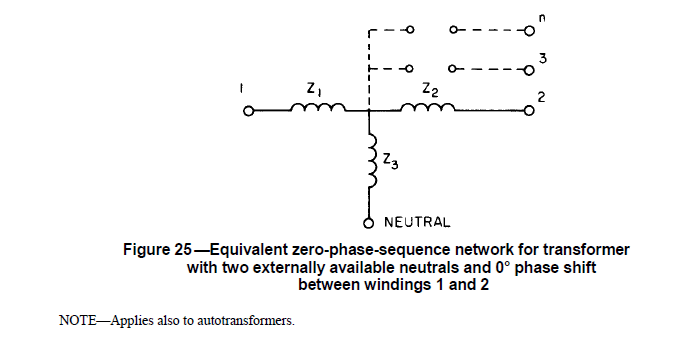 n
3
1 Z1 Z2 2
Z3
NEUTRAL
Figure 25—Equivalent zero-phase-sequence network for transformer
with two externally available neutrals and 0° phase shift
between windings 1 and 2
NOTE—Applies also to autotransformers.